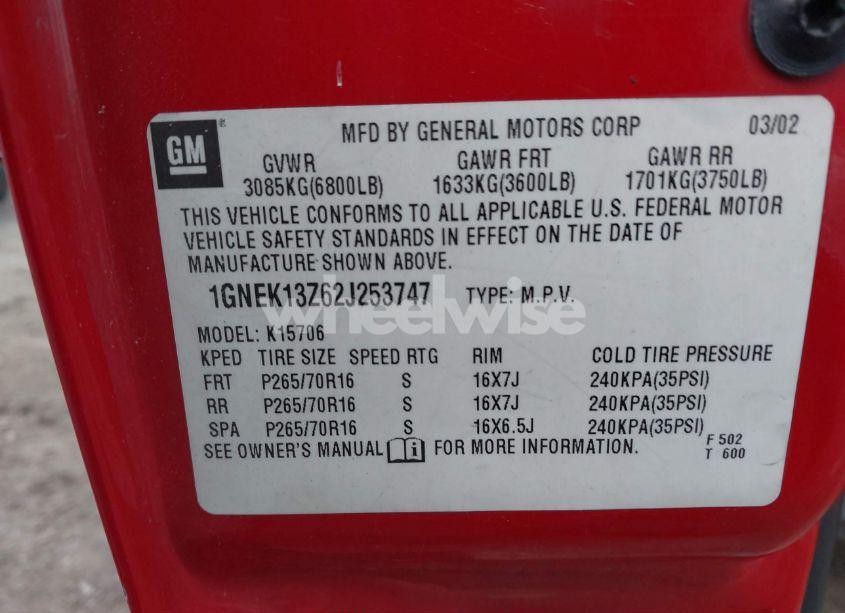 GM ® MFD BY GENERAL MOTORS CORP 03/02
GVWR GAWR FRT GAWR RR
3085KG(6800LB) 1633KG(3600LB) 1701KG(3750LB)
THIS VEHICLE CONFORMS TO ALL APPLICABLE U.S. FEDERAL MOTOR
VEHICLE SAFETY STANDARDS IN EFFECT ON THE DATE OF
MANUFACTURE SHOWN ABOVE.
1GNEK13Z62J253747 TYPE: M.P.V.
wheelwise
MODEL: K15706
KPED TIRE SIZE SPEED RTG RIM COLD TIRE PRESSURE
FRT P265/70R16 S 16X7J 240KPA(35PSI)
RR P265/70R16 S 16X7J 240KPA(35PSI)
SPA P265/70R16 S 16X6.5J 240KPA(35PSI)
SEE OWNER'S MANUAL i FOR MORE INFORMATION. F 502
T 600